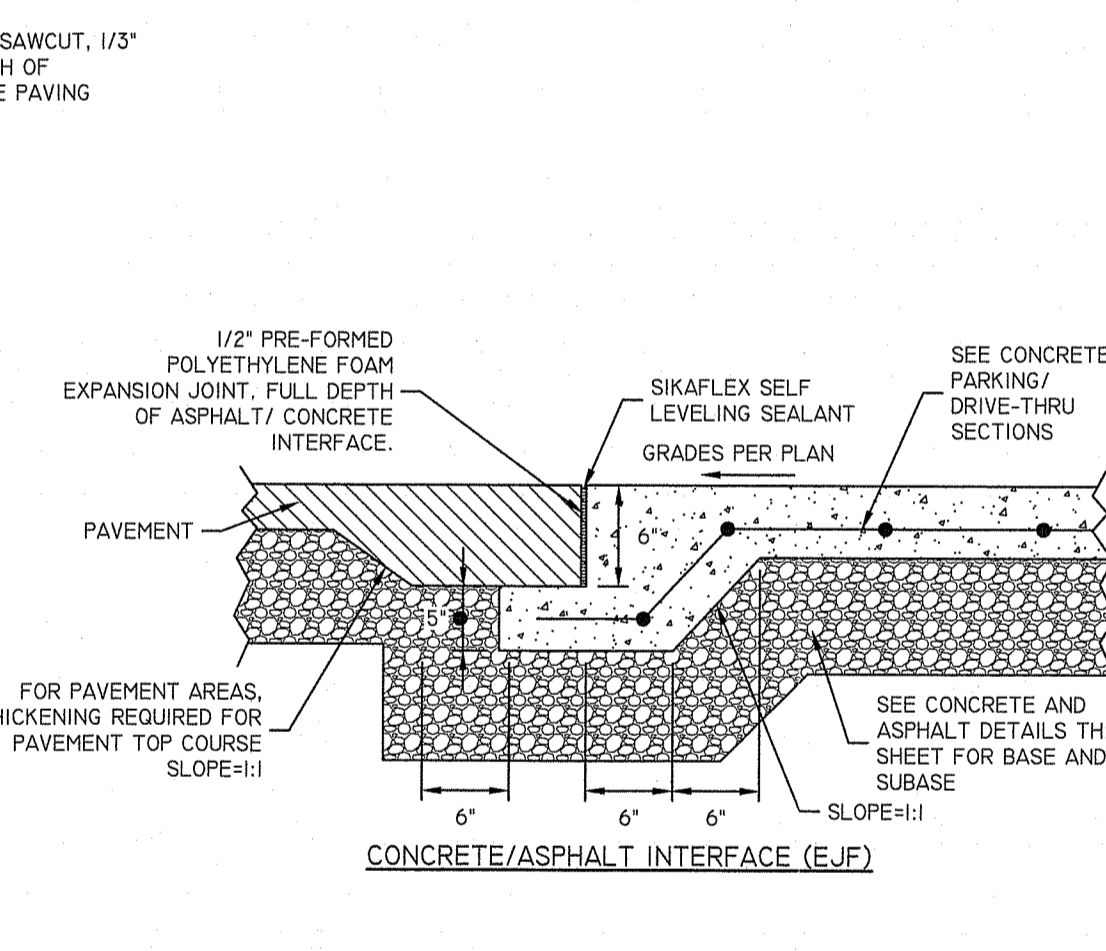 SAWCUT, 1/3"
H OF
E PAVING
1/2" PRE-FORMED
POLYETHYLENE FOAM
EXPANSION JOINT, FULL DEPTH
OF ASPHALT/ CONCRETE
INTERFACE.
SIKAFLEX SELF
LEVELING SEALANT
GRADES PER PLAN
SEE CONCRETE
PARKING/
DRIVE-THRU
SECTIONS
PAVEMENT
6"
5"
FOR PAVEMENT AREAS,
HICKENING REQUIRED FOR
PAVEMENT TOP COURSE
SLOPE=1:1
SEE CONCRETE AND
ASPHALT DETAILS TH
SHEET FOR BASE AND
SUBASE
SLOPE=1:1
6"
6"
6"
CONCRETE/ASPHALT INTERFACE (EJF)